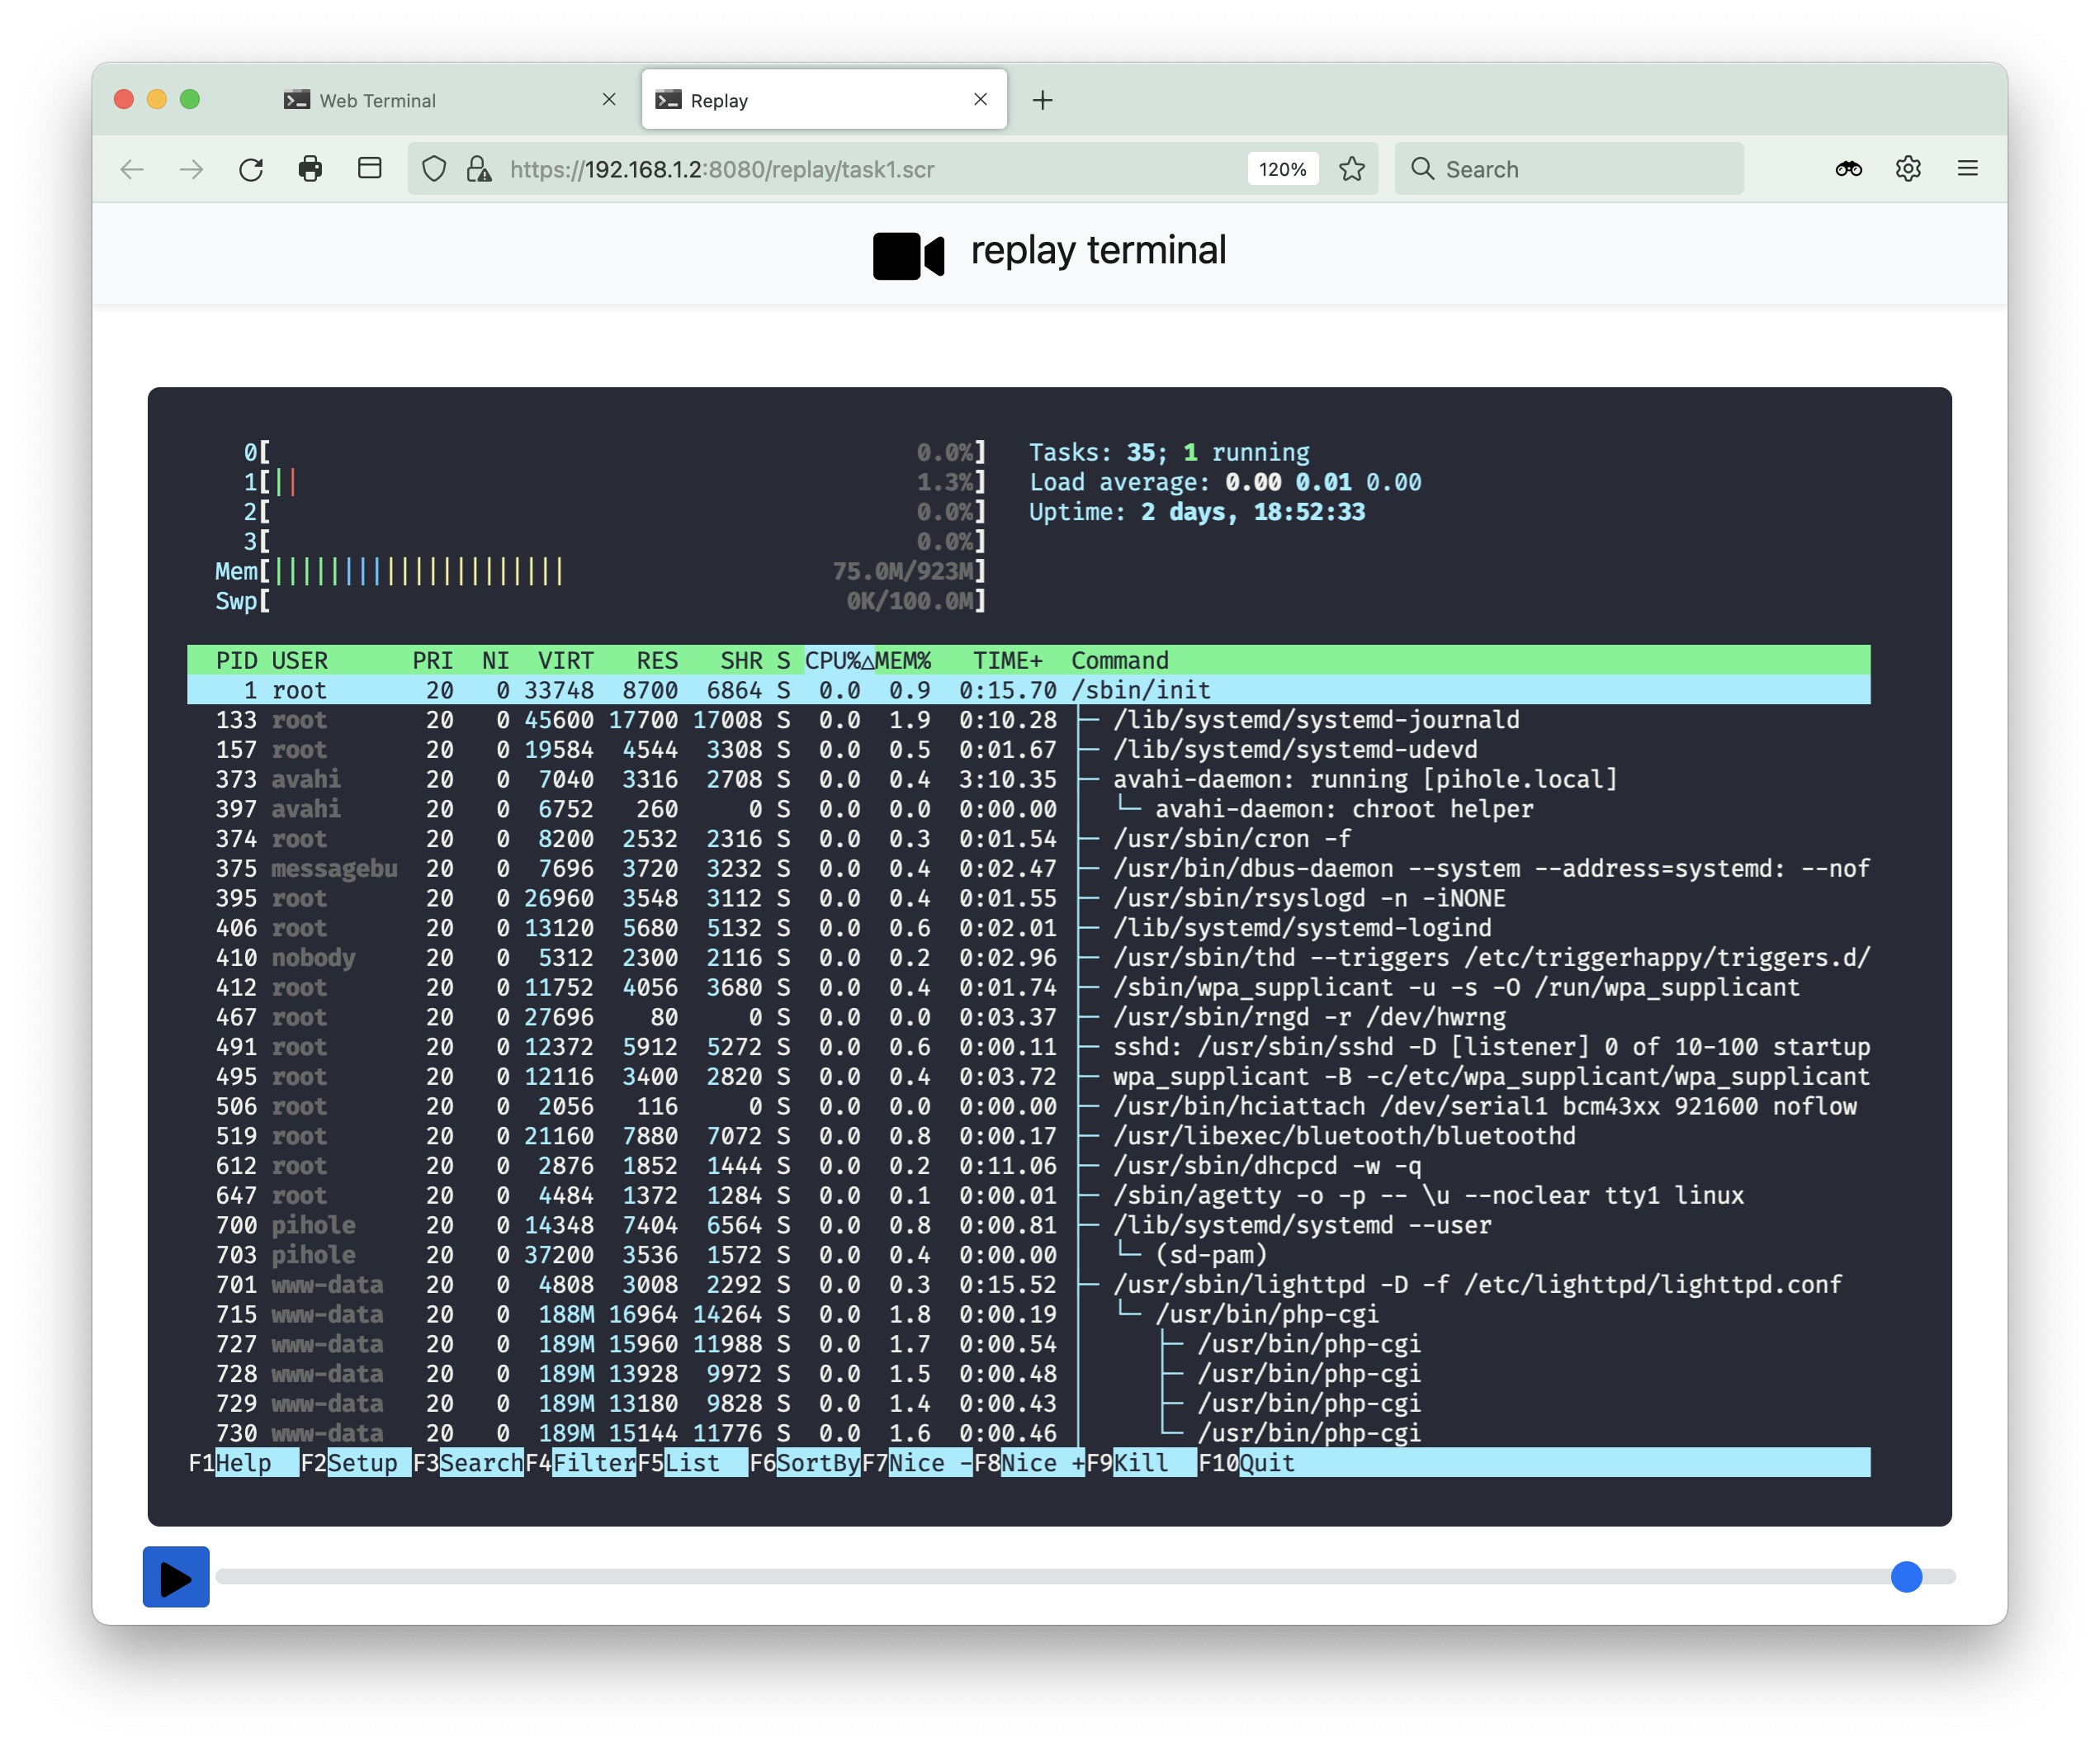 Web Terminal
Replay
https://192.168.1.2:8080/replay/task1.scr
120%
Search
replay terminal
0[ 0.0%] Tasks: 35; 1 running
1[|| 1.3%] Load average: 0.00 0.01 0.00
2[ 0.0%] Uptime: 2 days, 18:52:33
3[ 0.0%]
Mem[||||||||||||||||||||| 75.0M/923M]
Swp[ 0K/100.0M]
PID USER PRI NI VIRT RES SHR S CPU%△MEM% TIME+ Command
1 root 20 0 33748 8700 6864 S 0.0 0.9 0:15.70 /sbin/init
133 root 20 0 45600 17700 17008 S 0.0 1.9 0:10.28 ├─ /lib/systemd/systemd-journald
157 root 20 0 19584 4544 3308 S 0.0 0.5 0:01.67 ├─ /lib/systemd/systemd-udevd
373 avahi 20 0 7040 3316 2708 S 0.0 0.4 3:10.35 ├─ avahi-daemon: running [pihole.local]
397 avahi 20 0 6752 260 0 S 0.0 0.0 0:00.00 │  └─ avahi-daemon: chroot helper
374 root 20 0 8200 2532 2316 S 0.0 0.3 0:01.54 ├─ /usr/sbin/cron -f
375 messagebu 20 0 7696 3720 3232 S 0.0 0.4 0:02.47 ├─ /usr/bin/dbus-daemon --system --address=systemd: --nof
395 root 20 0 26960 3548 3112 S 0.0 0.4 0:01.55 ├─ /usr/sbin/rsyslogd -n -iNONE
406 root 20 0 13120 5680 5132 S 0.0 0.6 0:02.01 ├─ /lib/systemd/systemd-logind
410 nobody 20 0 5312 2300 2116 S 0.0 0.2 0:02.96 ├─ /usr/sbin/thd --triggers /etc/triggerhappy/triggers.d/
412 root 20 0 11752 4056 3680 S 0.0 0.4 0:01.74 ├─ /sbin/wpa_supplicant -u -s -O /run/wpa_supplicant
467 root 20 0 27696 80 0 S 0.0 0.0 0:03.37 ├─ /usr/sbin/rngd -r /dev/hwrng
491 root 20 0 12372 5912 5272 S 0.0 0.6 0:00.11 ├─ sshd: /usr/sbin/sshd -D [listener] 0 of 10-100 startup
495 root 20 0 12116 3400 2820 S 0.0 0.4 0:03.72 ├─ wpa_supplicant -B -c/etc/wpa_supplicant/wpa_supplicant
506 root 20 0 2056 116 0 S 0.0 0.0 0:00.00 ├─ /usr/bin/hciattach /dev/serial1 bcm43xx 921600 noflow
519 root 20 0 21160 7880 7072 S 0.0 0.8 0:00.17 ├─ /usr/libexec/bluetooth/bluetoothd
612 root 20 0 2876 1852 1444 S 0.0 0.2 0:11.06 ├─ /usr/sbin/dhcpcd -w -q
647 root 20 0 4484 1372 1284 S 0.0 0.1 0:00.01 ├─ /sbin/agetty -o -p -- \u --noclear tty1 linux
700 pihole 20 0 14348 7404 6564 S 0.0 0.8 0:00.81 ├─ /lib/systemd/systemd --user
703 pihole 20 0 37200 3536 1572 S 0.0 0.4 0:00.00 │  └─ (sd-pam)
701 www-data 20 0 4808 3008 2292 S 0.0 0.3 0:15.52 ├─ /usr/sbin/lighttpd -D -f /etc/lighttpd/lighttpd.conf
715 www-data 20 0 188M 16964 14264 S 0.0 1.8 0:00.19 │  └─ /usr/bin/php-cgi
727 www-data 20 0 189M 15960 11988 S 0.0 1.7 0:00.54 │     ├─ /usr/bin/php-cgi
728 www-data 20 0 189M 13928 9972 S 0.0 1.5 0:00.48 │     ├─ /usr/bin/php-cgi
729 www-data 20 0 189M 13180 9828 S 0.0 1.4 0:00.43 │     ├─ /usr/bin/php-cgi
730 www-data 20 0 189M 15144 11776 S 0.0 1.6 0:00.46 │     └─ /usr/bin/php-cgi
F1Help F2Setup F3SearchF4FilterF5List F6SortByF7Nice -F8Nice +F9Kill F10Quit